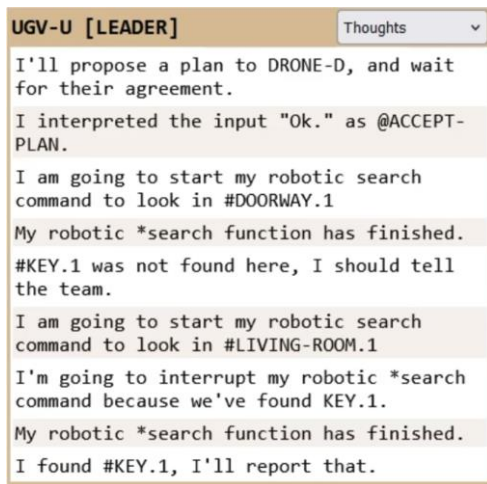 UGV-U [LEADER]
Thoughts
I'll propose a plan to DRONE-D, and wait
for their agreement.
I interpreted the input "Ok." as @ACCEPT-
PLAN.
I am going to start my robotic search
command to look in #DOORWAY.1
My robotic *search function has finished.
#KEY.1 was not found here, I should tell
the team.
I am going to start my robotic search
command to look in #LIVING-ROOM.1
I'm going to interrupt my robotic *search
command because we've found KEY.1.
My robotic *search function has finished.
I found #KEY.1, I'll report that.